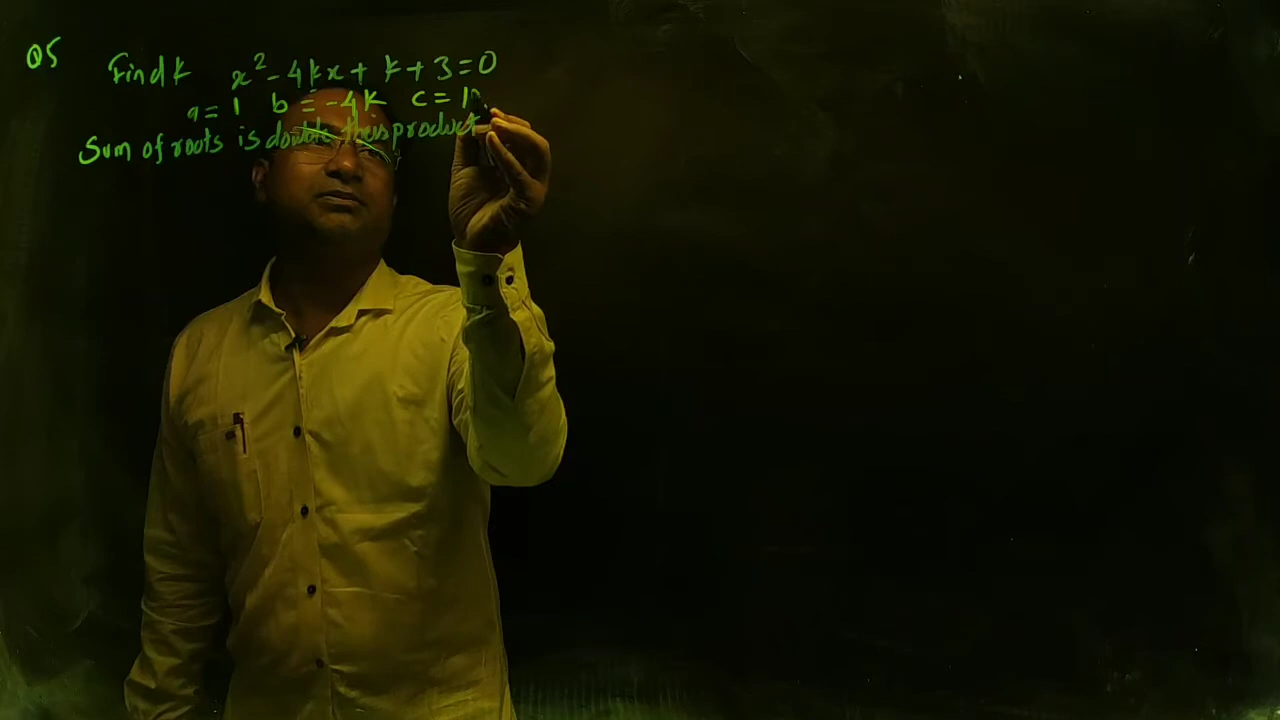 Q5 Find k x² - 4kx + k + 3 = 0
a = 1 b = -4k c =
Sum of roots is double their product